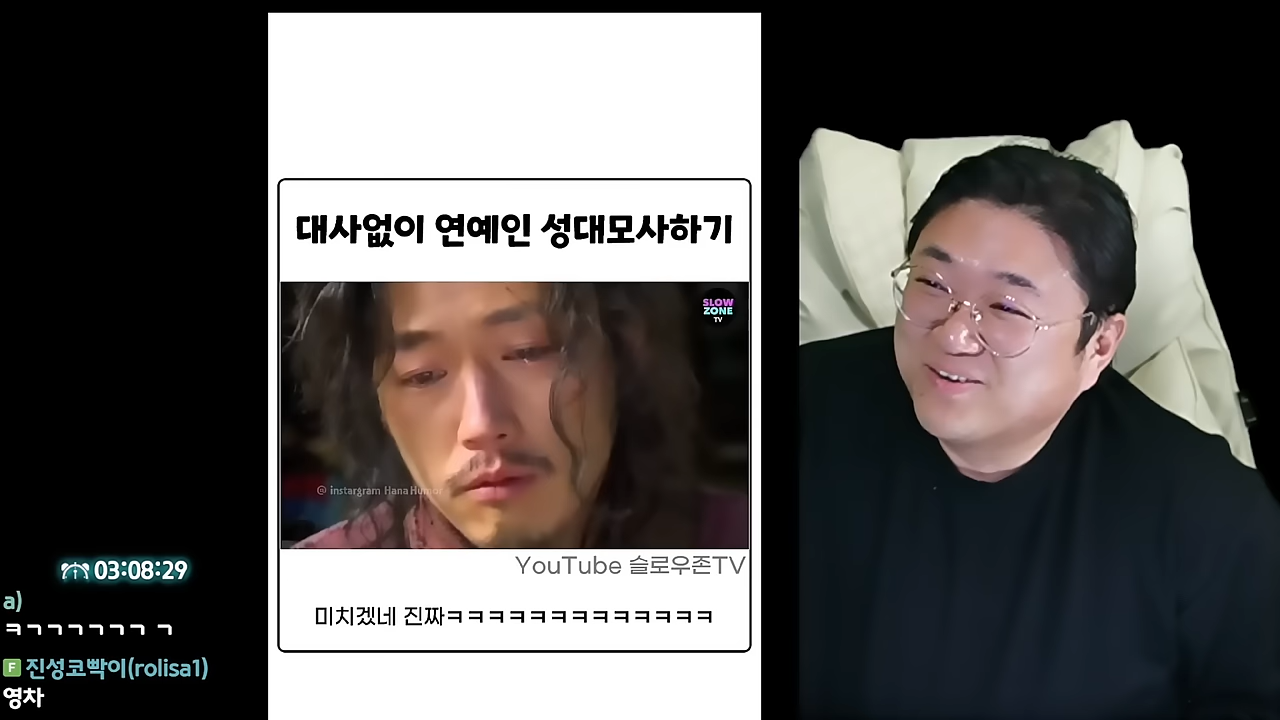 대사없이 연예인 성대모사하기
SLOW
ZONE
TV
@ instargram Hana Humor
YouTube 슬로우존TV
미치겠네 진짜ㅋㅋㅋㅋㅋㅋㅋㅋㅋㅋㅋㅋㅋ
03:08:29
a)
ㅋㄱㄱㄱㄱㄱㄱ ㄱ
F 진성코빡이(rolisa1)
영차